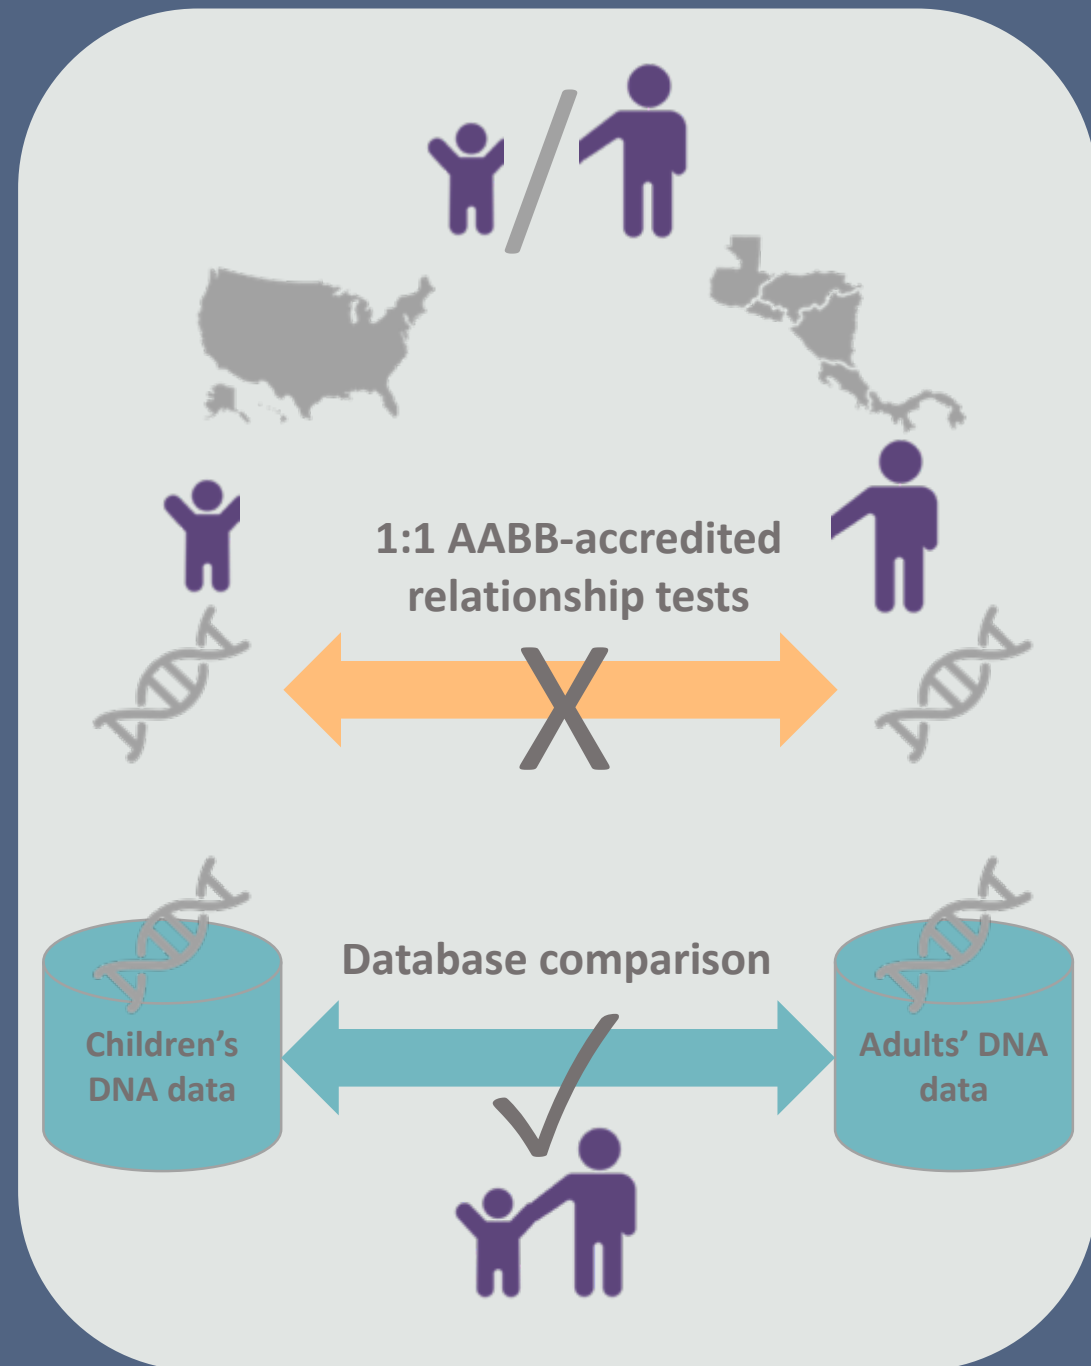 1:1 AABB-accredited
relationship tests
X
Database comparison
Children's
DNA data
Adults' DNA
data